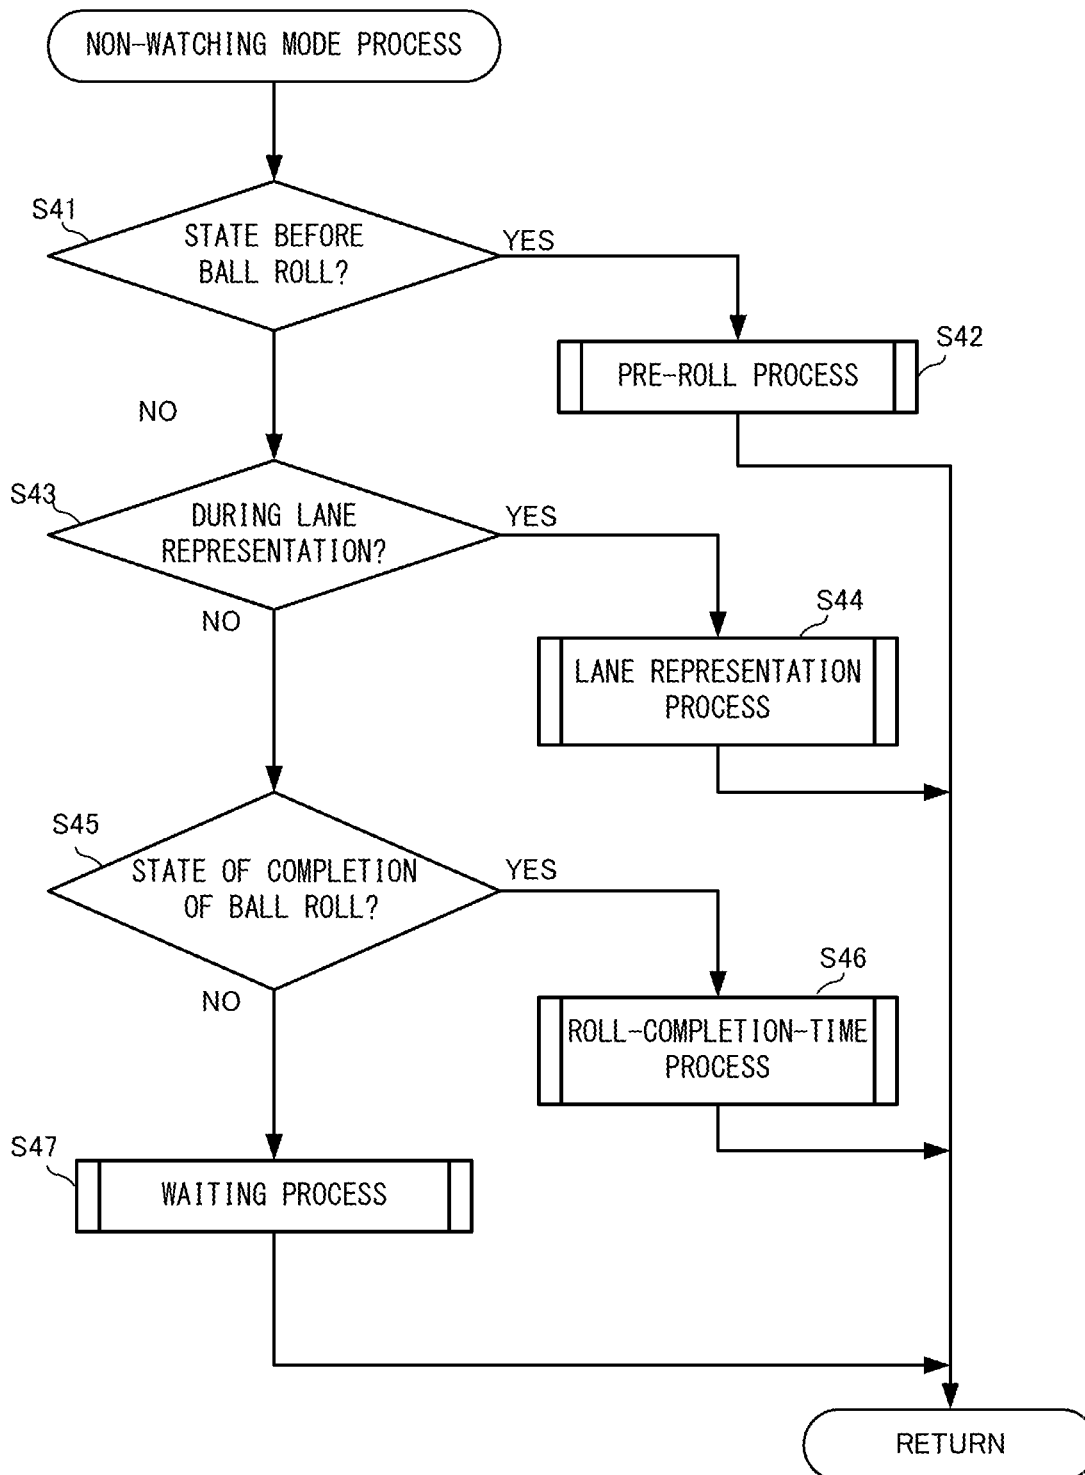 NON-WATCHING MODE PROCESS
S41
STATE BEFORE
BALL ROLL?
YES
S42
PRE-ROLL PROCESS
NO
S43
DURING LANE
REPRESENTATION?
YES
NO
S44
LANE REPRESENTATION
PROCESS
S45
STATE OF COMPLETION
OF BALL ROLL?
YES
NO
S46
ROLL-COMPLETION-TIME
PROCESS
S47
WAITING PROCESS
RETURN